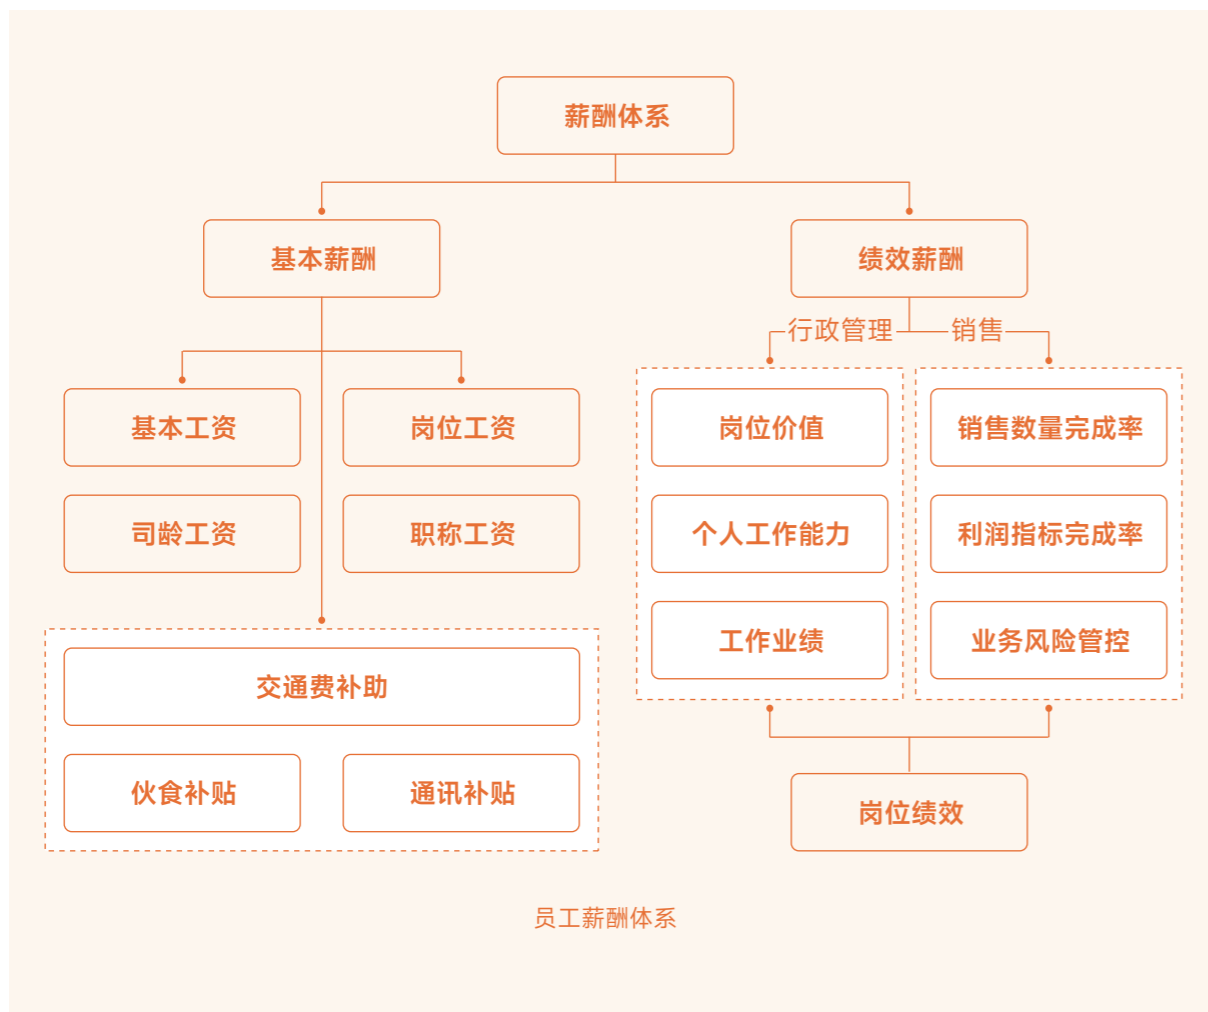 薪酬体系
基本薪酬
绩效薪酬
行政管理
销售
基本工资
岗位工资
岗位价值
销售数量完成率
司龄工资
职称工资
个人工作能力
利润指标完成率
工作业绩
业务风险管控
交通费补助
伙食补贴
通讯补贴
岗位绩效
员工薪酬体系